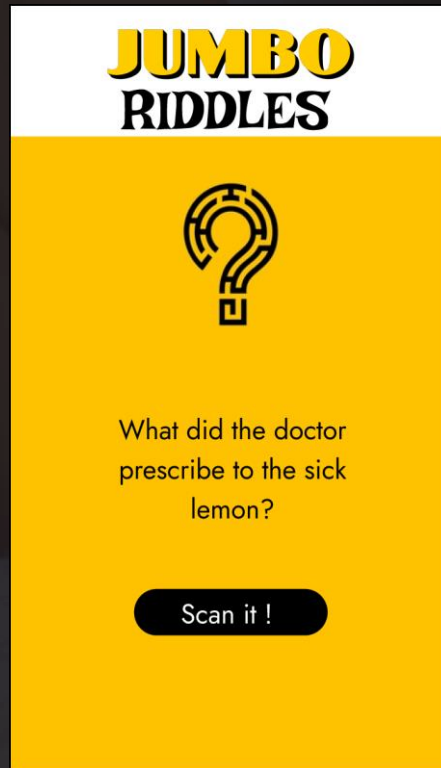 JUMBO
RIDDLES
What did the doctor
prescribe to the sick
lemon?
Scan it !